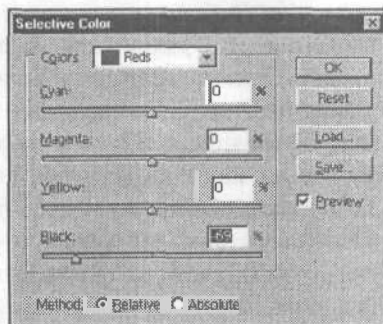 Selective Color
Colors: Reds
OK
Cyan: 0 %
Reset
Magenta: 0 %
Load...
Yellow: 0 %
Save...
Preview
Black: -69 %
Method: Relative Absolute